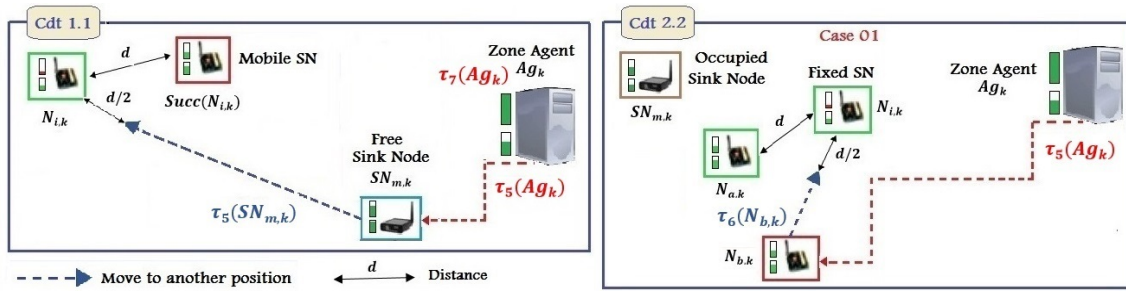 Cdt 1.1
d
Mobile SN
N_{i,k}
Succ(N_{i,k})
d/2
Zone Agent
Ag_k
τ_7(Ag_k)
Free
Sink Node
SN_{m,k}
τ_5(Ag_k)
τ_5(SN_{m,k})
Move to another position
d
Distance
Cdt 2.2
Case 01
Occupied
Sink Node
SN_{m.k}
Fixed SN
N_{i,k}
Zone Agent
Ag_k
d
d/2
N_{a.k}
τ_5(Ag_k)
τ_6(N_{b,k})
N_{b.k}